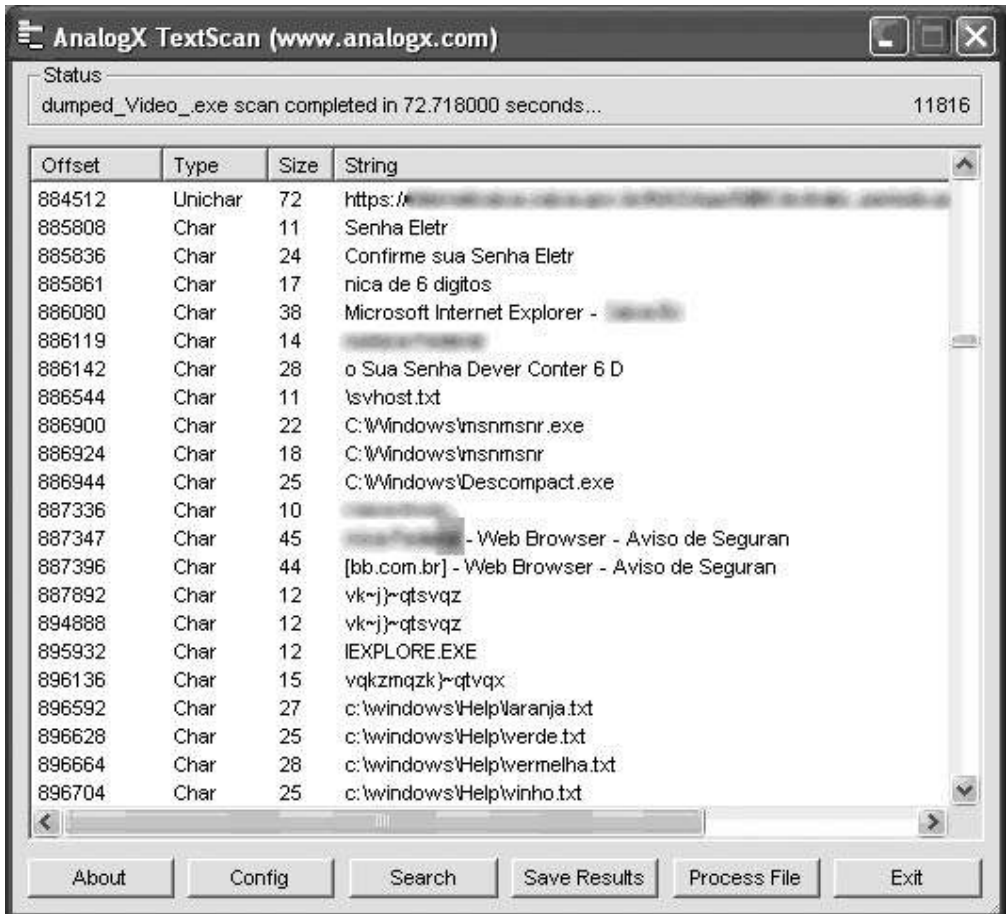 AnalogX TextScan (www.analogx.com)
Status
dumped_Video_.exe scan completed in 72.718000 seconds... 11816
Offset Type Size String
884512 Unichar 72 https:/
885808 Char 11 Senha Eletr
885836 Char 24 Confirme sua Senha Eletr
885861 Char 17 nica de 6 digitos
886080 Char 38 Microsoft Internet Explorer -
886119 Char 14
886142 Char 28 o Sua Senha Dever Conter 6 D
886544 Char 11 \svhost.txt
886900 Char 22 C:\Windows\msnmsnr.exe
886924 Char 18 C:\Windows\msnmsnr
886944 Char 25 C:\Windows\Descompact.exe
887336 Char 10
887347 Char 45 - Web Browser - Aviso de Seguran
887396 Char 44 [bb.com.br] - Web Browser - Aviso de Seguran
887892 Char 12 vk~j}~qtsvqz
894888 Char 12 vk~j}~qtsvqz
895932 Char 12 IEXPLORE.EXE
896136 Char 15 vqkzmqzk}~qtvqx
896592 Char 27 c:\windows\Help\laranja.txt
896628 Char 25 c:\windows\Help\verde.txt
896664 Char 28 c:\windows\Help\vermelha.txt
896704 Char 25 c:\windows\Help\vinho.txt
About Config Search Save Results Process File Exit